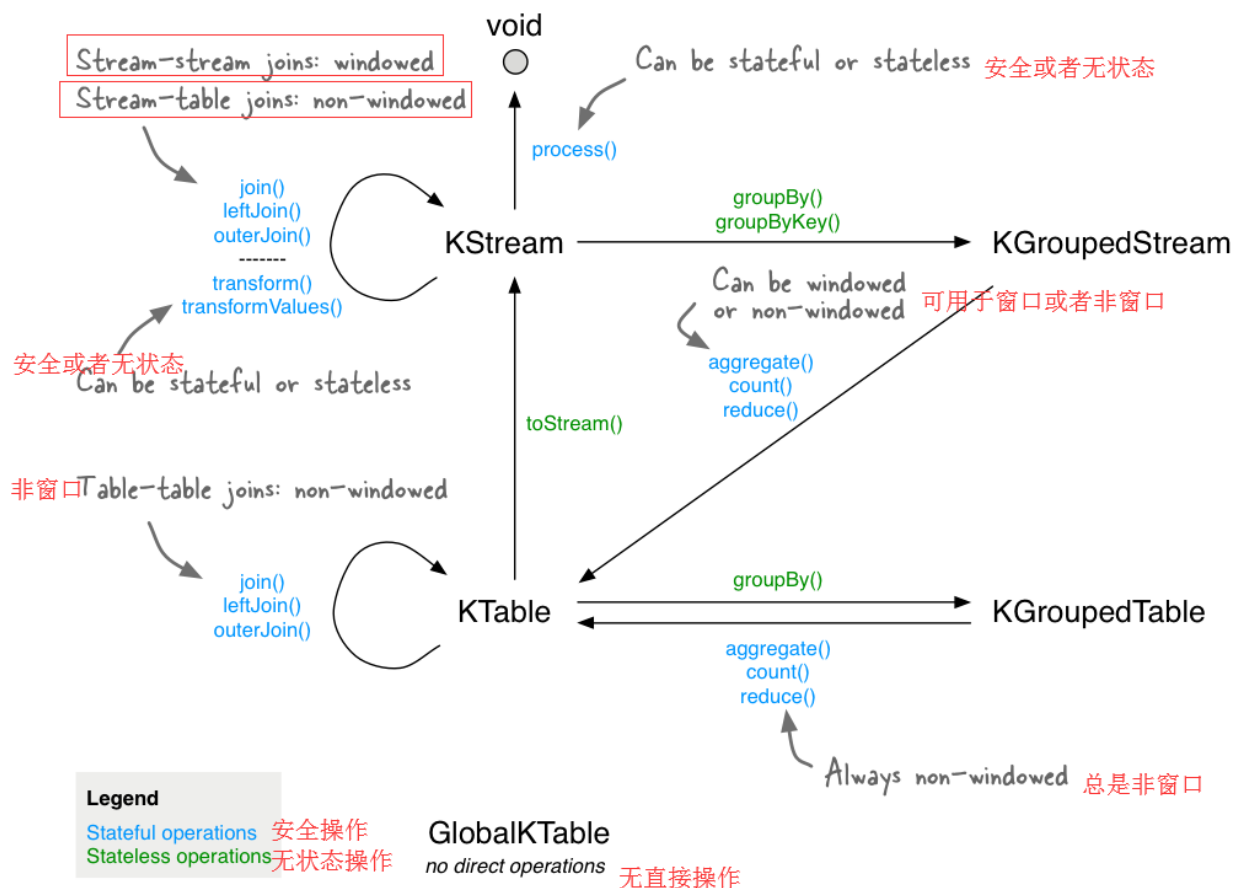 void
Stream-stream joins: windowed
Can be stateful or stateless 安全或者无状态
Stream-table joins: non-windowed
process()
join()
leftJoin()
outerJoin()
-------
transform()
transformValues()
KStream
groupBy()
groupByKey()
KGroupedStream
Can be windowed
or non-windowed 可用于窗口或者非窗口
安全或者无状态
Can be stateful or stateless
aggregate()
count()
reduce()
toStream()
非窗口Table-table joins: non-windowed
join()
leftJoin()
outerJoin()
KTable
groupBy()
KGroupedTable
aggregate()
count()
reduce()
Always non-windowed 总是非窗口
Legend
Stateful operations 安全操作
Stateless operations 无状态操作
GlobalKTable
no direct operations 无直接操作